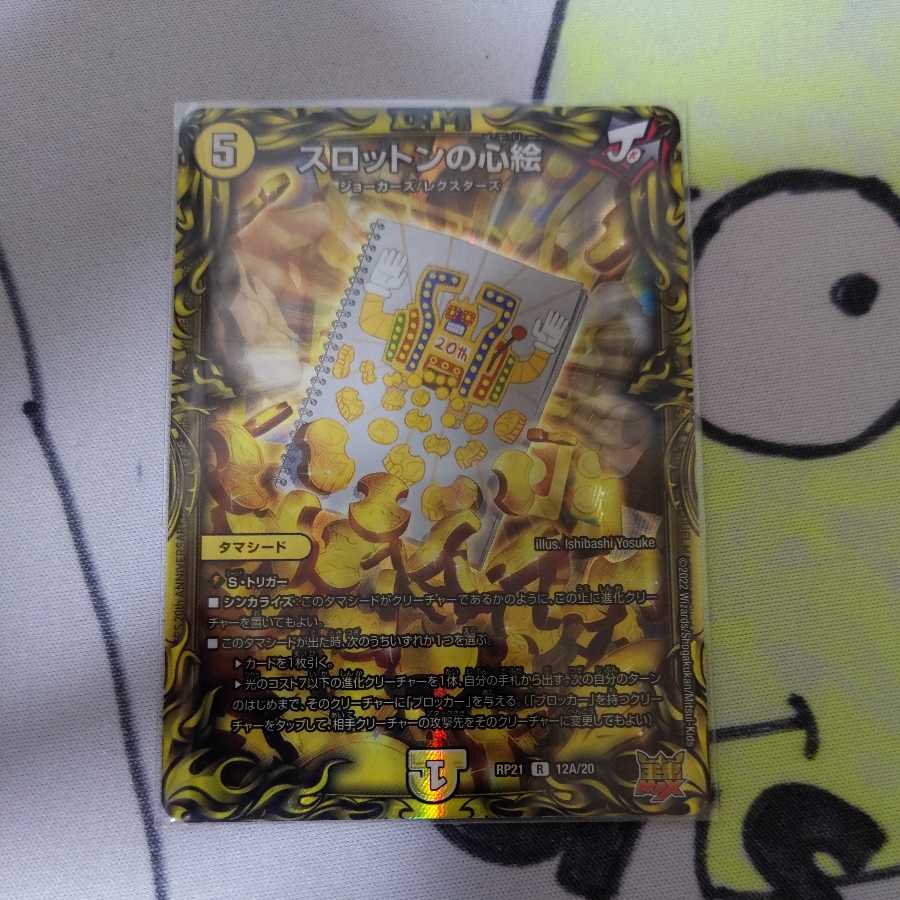 DM
5
スロットンの心絵
メモリー
ジョーカーズ/レクスターズ
J
20th
タマシード
illus. Ishibashi Yosuke
S・トリガー
■ シンカライズ:このタマシードがクリーチャーであるかのように、この上に進化クリー
チャーを置いてもよい。
■ このタマシードが出た時、次のうちいずれか1つを選ぶ。
▶カードを1枚引く。
▶光のコスト7以下の進化クリーチャーを1体、自分の手札から出す。次の自分のターン
のはじめまで、そのクリーチャーに「ブロッカー」を与える。(「ブロッカー」を持つクリー
チャーをタップして、相手クリーチャーの攻撃先をそのクリーチャーに変更してもよい)
1
RP21 R 12A/20
20th ANNIVERSARY
©2022 Wizards/Shogakukan/Mitsui-Kids